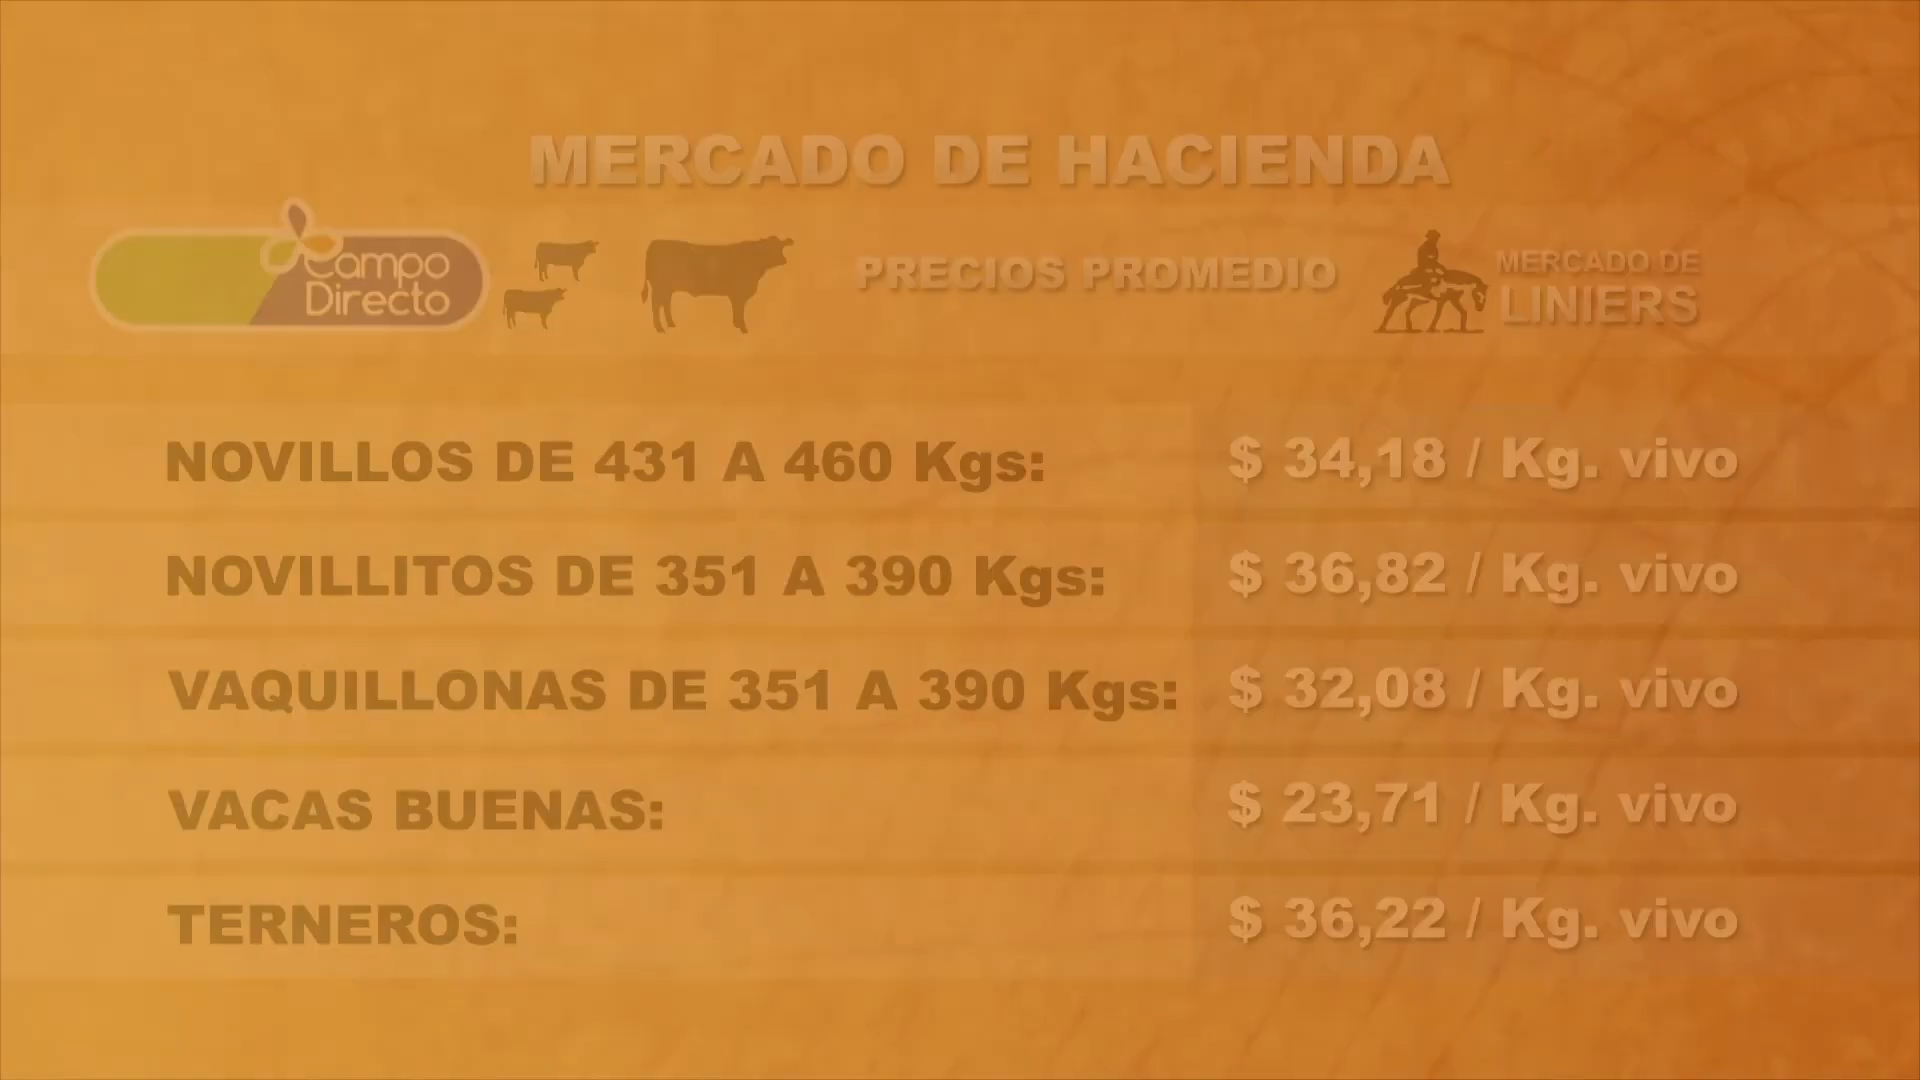 MERCADO DE HACIENDA
Campo
Directo
PRECIOS PROMEDIO
MERCADO DE
LINIERS
NOVILLOS DE 431 A 460 Kgs: $ 34,18 / Kg. vivo
NOVILLITOS DE 351 A 390 Kgs: $ 36,82 / Kg. vivo
VAQUILLONAS DE 351 A 390 Kgs: $ 32,08 / Kg. vivo
VACAS BUENAS: $ 23,71 / Kg. vivo
TERNEROS: $ 36,22 / Kg. vivo